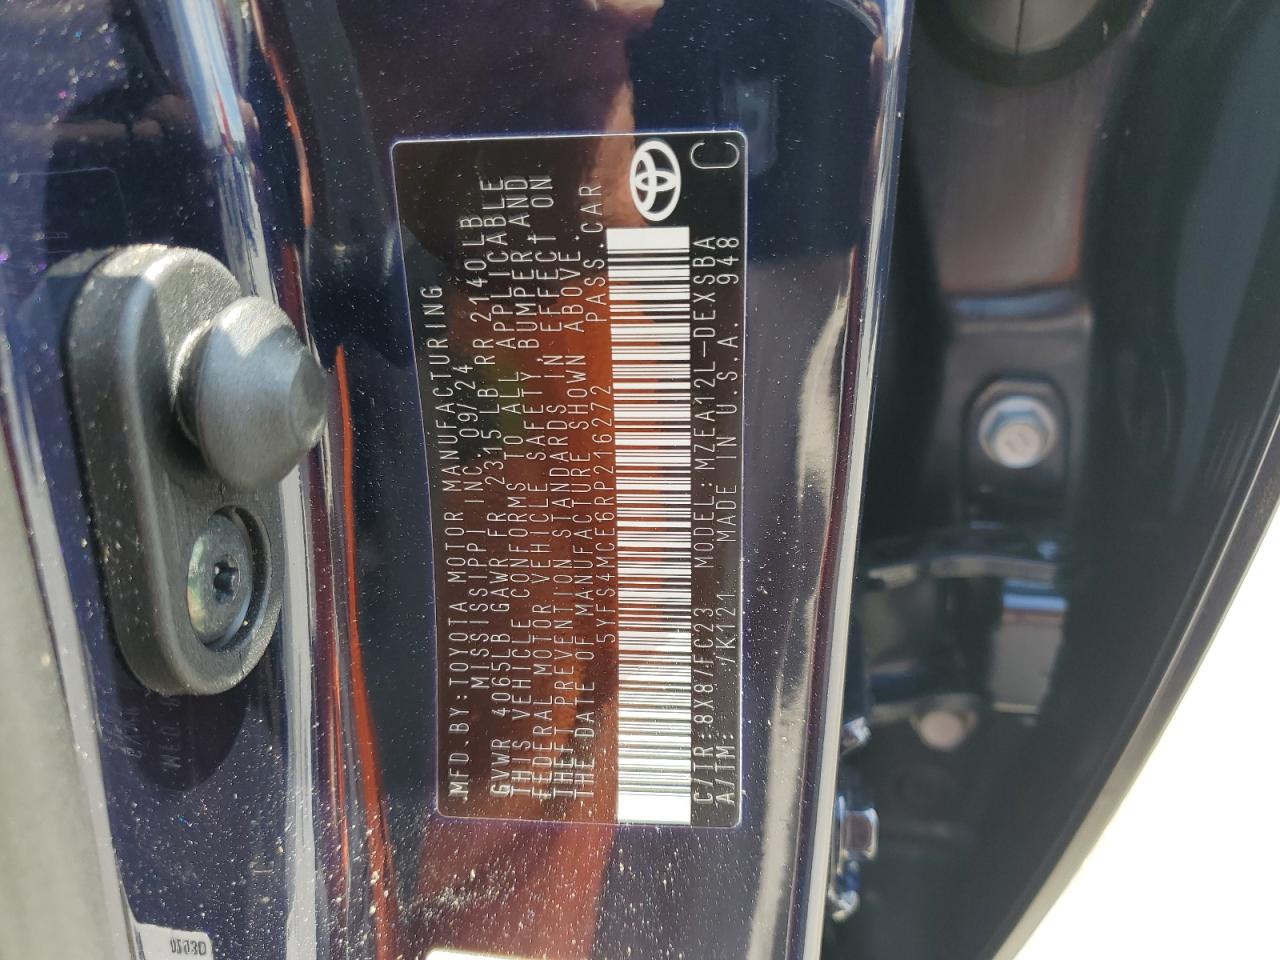 MFD.BY:TOYOTA MOTOR MANUFACTURING
MISSISSIPPI INC. 09/24
GVWR 4065LB GAWR FR 2315LB RR 2140LB
THIS VEHICLE CONFORMS TO ALL APPLICABLE
FEDERAL MOTOR VEHICLE SAFETY,BUMPER AND
THEFT PREVENTION STANDARDS IN EFFECT ON
THE DATE OF MANUFACTURE SHOWN ABOVE.
5YFS4MCE6RP216272 PASS.CAR
C/TR:8X87FC23 MODEL:MZEA12L-DEXSBA
A/TM: /K121 MADE IN U.S.A. 948
C